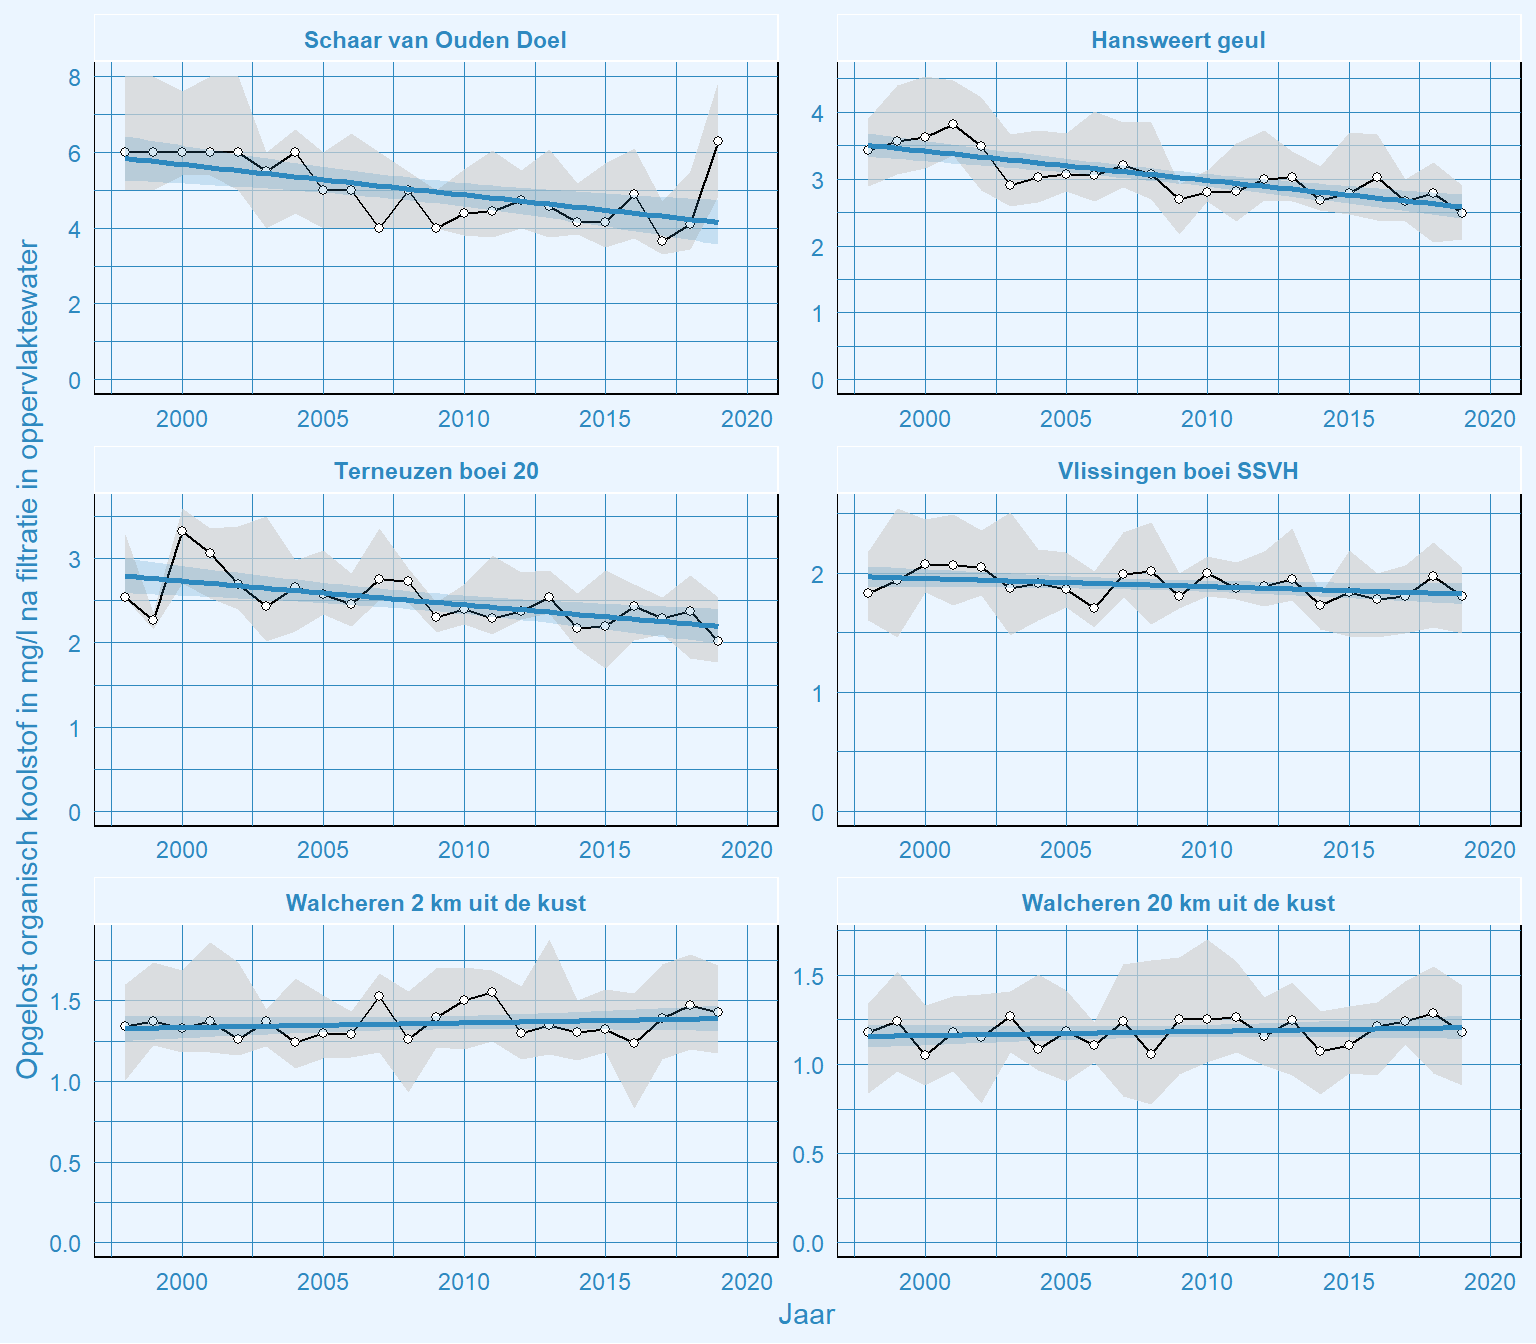 Opgelost organisch koolstof in mg/l na filtratie in oppervlaktewater
Schaar van Ouden Doel
8
6
4
2
0
2000 2005 2010 2015 2020
Hansweert geul
4
3
2
1
0
2000 2005 2010 2015 2020
Terneuzen boei 20
3
2
1
0
2000 2005 2010 2015 2020
Vlissingen boei SSVH
2
1
0
2000 2005 2010 2015 2020
Walcheren 2 km uit de kust
1.5
1.0
0.5
0.0
2000 2005 2010 2015 2020
Walcheren 20 km uit de kust
1.5
1.0
0.5
0.0
2000 2005 2010 2015 2020
Jaar